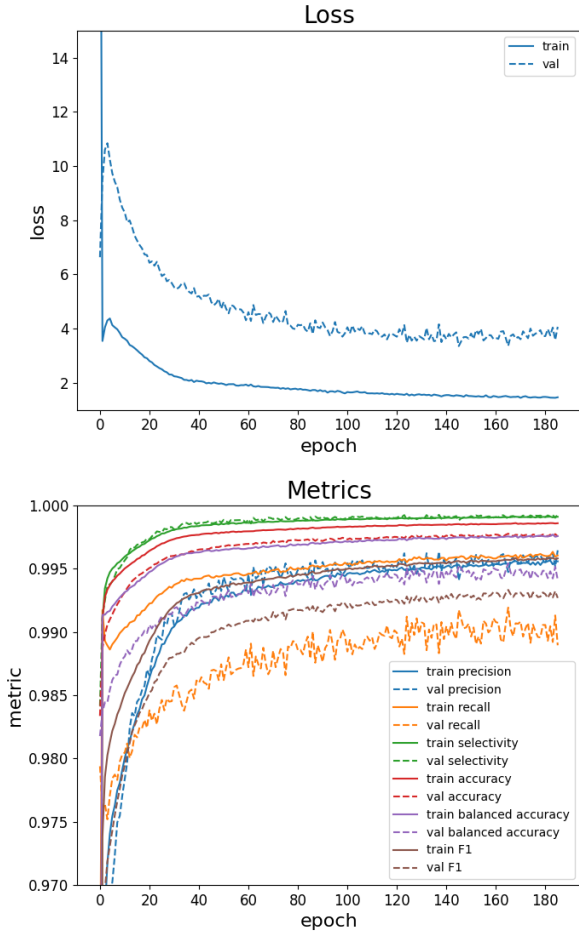 Loss
14
12
10
8
6
4
2
loss
train
val
0 20 40 60 80 100 120 140 160 180
epoch
Metrics
1.000
0.995
0.990
0.985
0.980
0.975
0.970
metric
train precision
val precision
train recall
val recall
train selectivity
val selectivity
train accuracy
val accuracy
train balanced accuracy
val balanced accuracy
train F1
val F1
0 20 40 60 80 100 120 140 160 180
epoch